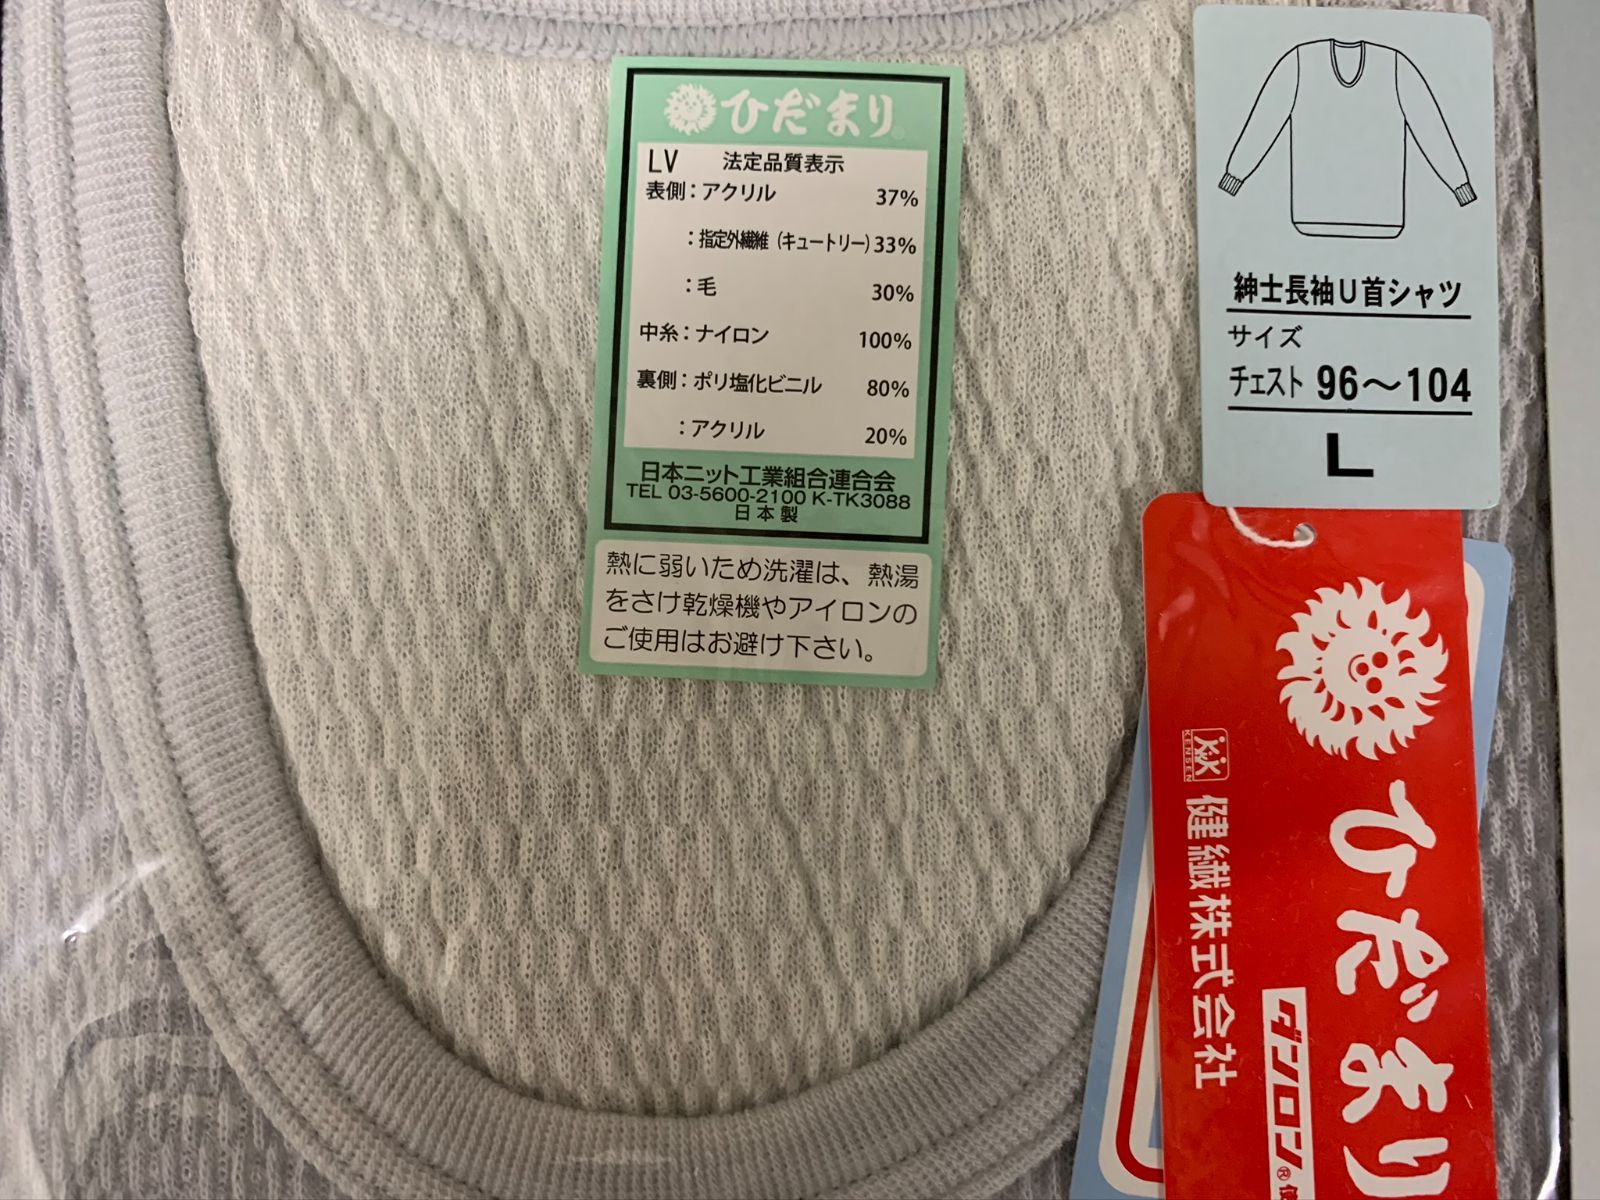 ひだまり®
LV 法定品質表示
表側：アクリル 37%
：指定外繊維（キュートリー）33%
：毛 30%
中糸：ナイロン 100%
裏側：ポリ塩化ビニル 80%
：アクリル 20%
日本ニット工業組合連合会
TEL 03-5600-2100 K-TK3088
日本製
熱に弱いため洗濯は、熱湯
をさけ乾燥機やアイロンの
ご使用はお避け下さい。
紳士長袖U首シャツ
サイズ
チェスト 96〜104
L
ひだまり
KENSEN
健繊株式会社
ダンロン®